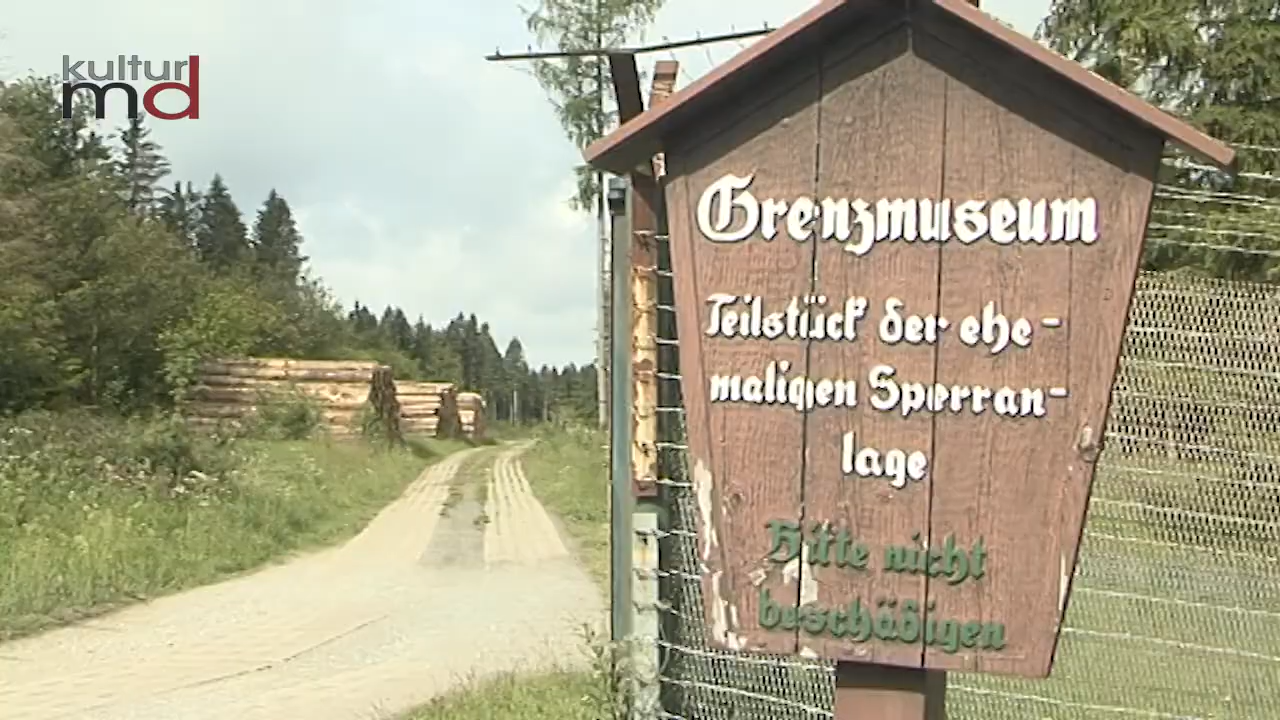 kultur
md
Grenzmuseum
Teilstück der ehe-
maligen Sperran-
lage
Bitte nicht
beschädigen